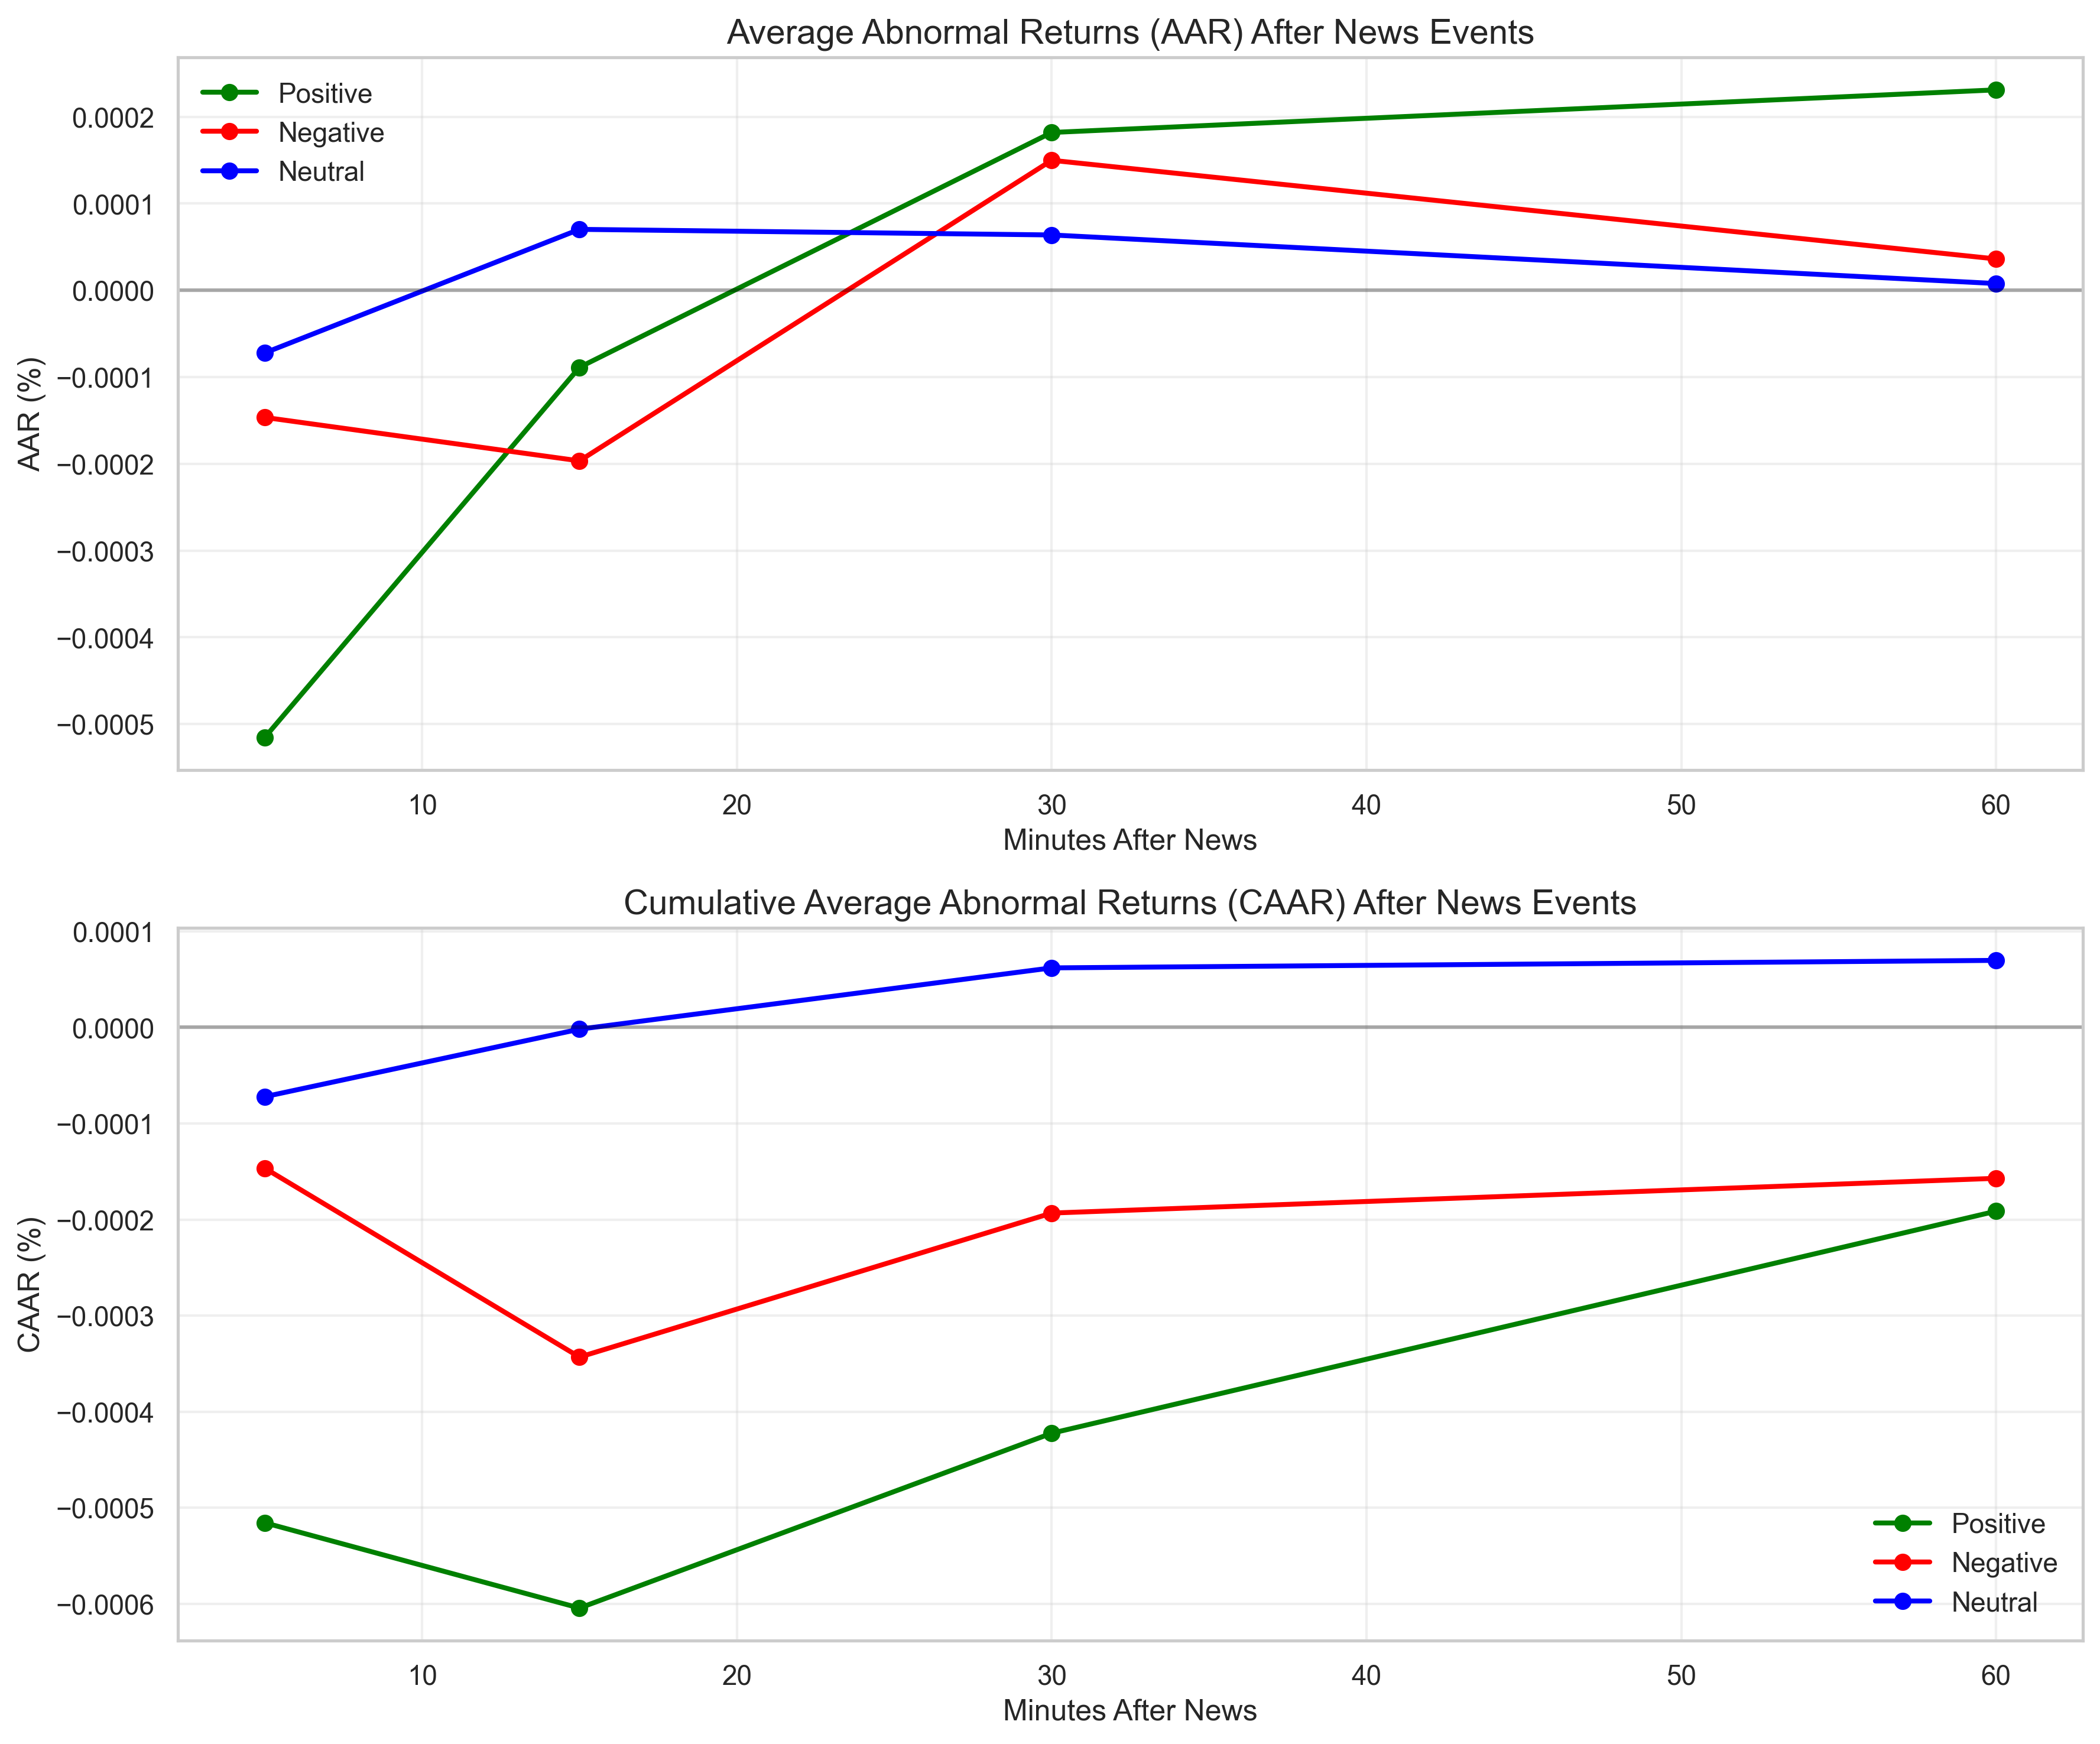 Average Abnormal Returns (AAR) After News Events
Positive
Negative
Neutral
0.0002
0.0001
0.0000
−0.0001
−0.0002
−0.0003
−0.0004
−0.0005
AAR (%)
10 20 30 40 50 60
Minutes After News
Cumulative Average Abnormal Returns (CAAR) After News Events
0.0001
0.0000
−0.0001
−0.0002
−0.0003
−0.0004
−0.0005
−0.0006
CAAR (%)
Positive
Negative
Neutral
10 20 30 40 50 60
Minutes After News